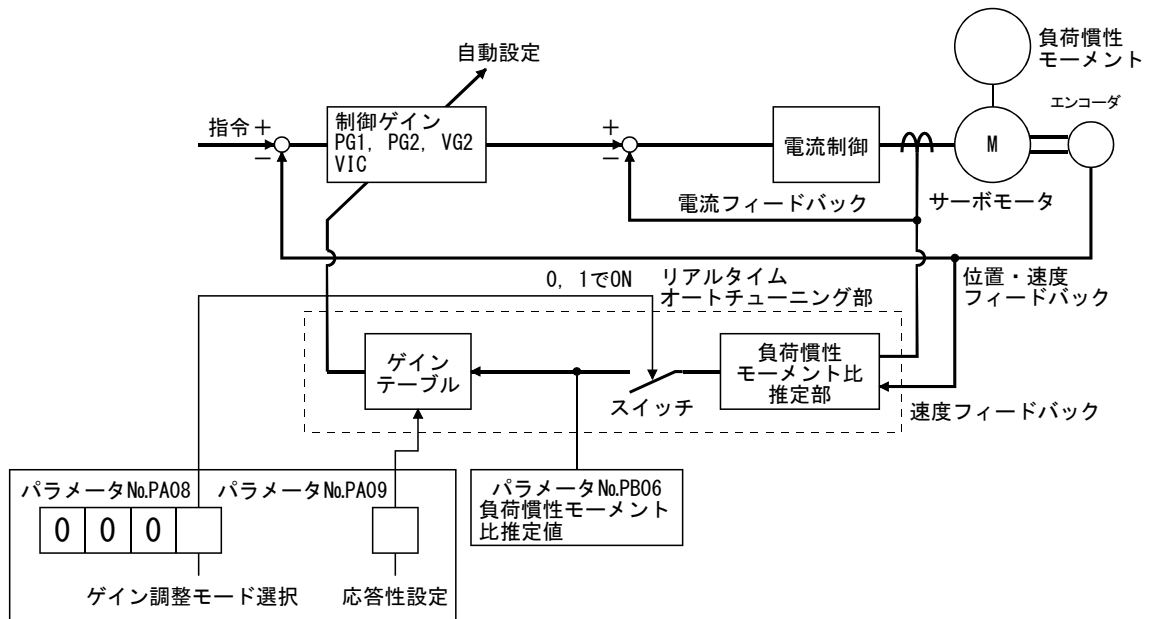 負荷慣性
モーメント
自動設定
エンコーダ
指令
+
−
制御ゲイン
PG1, PG2, VG2
VIC
+
−
電流制御
M
電流フィードバック
サーボモータ
0, 1でON
リアルタイム
オートチューニング部
位置・速度
フィードバック
ゲイン
テーブル
スイッチ
負荷慣性
モーメント比
推定部
速度フィードバック
パラメータNo.PA08
パラメータNo.PA09
0 0 0
ゲイン調整モード選択
応答性設定
パラメータNo.PB06
負荷慣性モーメント
比推定値